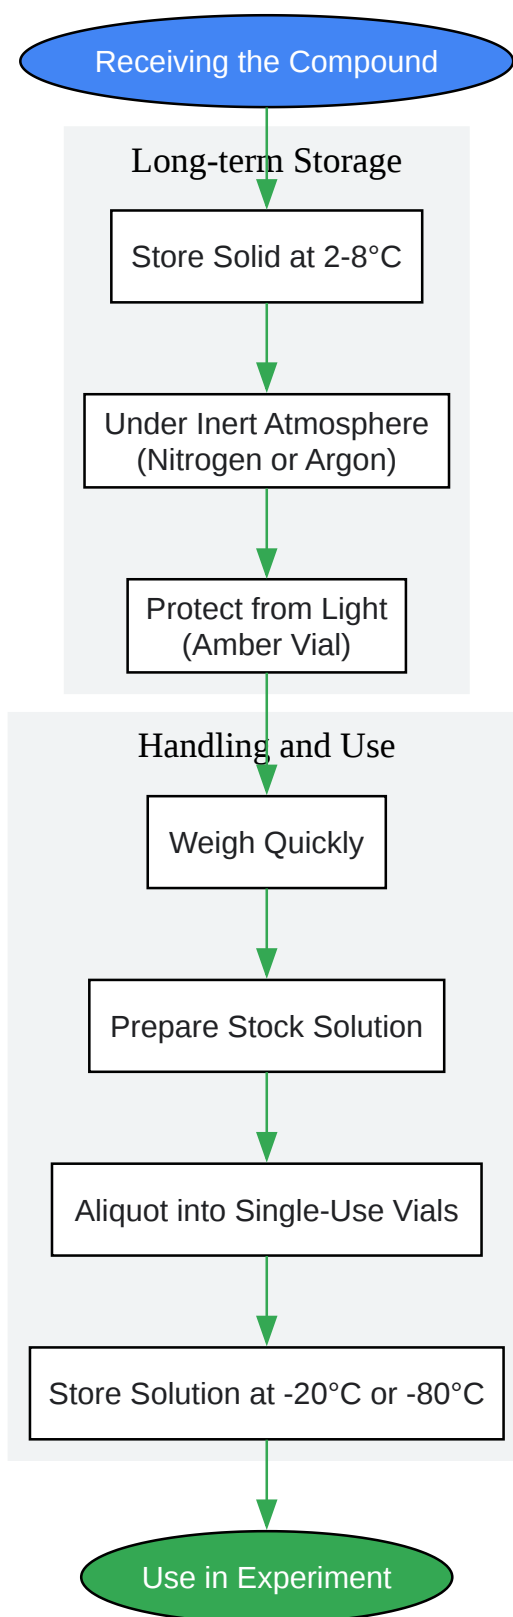 Receiving the Compound
Long-term Storage
Store Solid at 2-8°C
Under Inert Atmosphere
(Nitrogen or Argon)
Protect from Light
(Amber Vial)
Handling and Use
Weigh Quickly
Prepare Stock Solution
Aliquot into Single-Use Vials
Store Solution at -20°C or -80°C
Use in Experiment